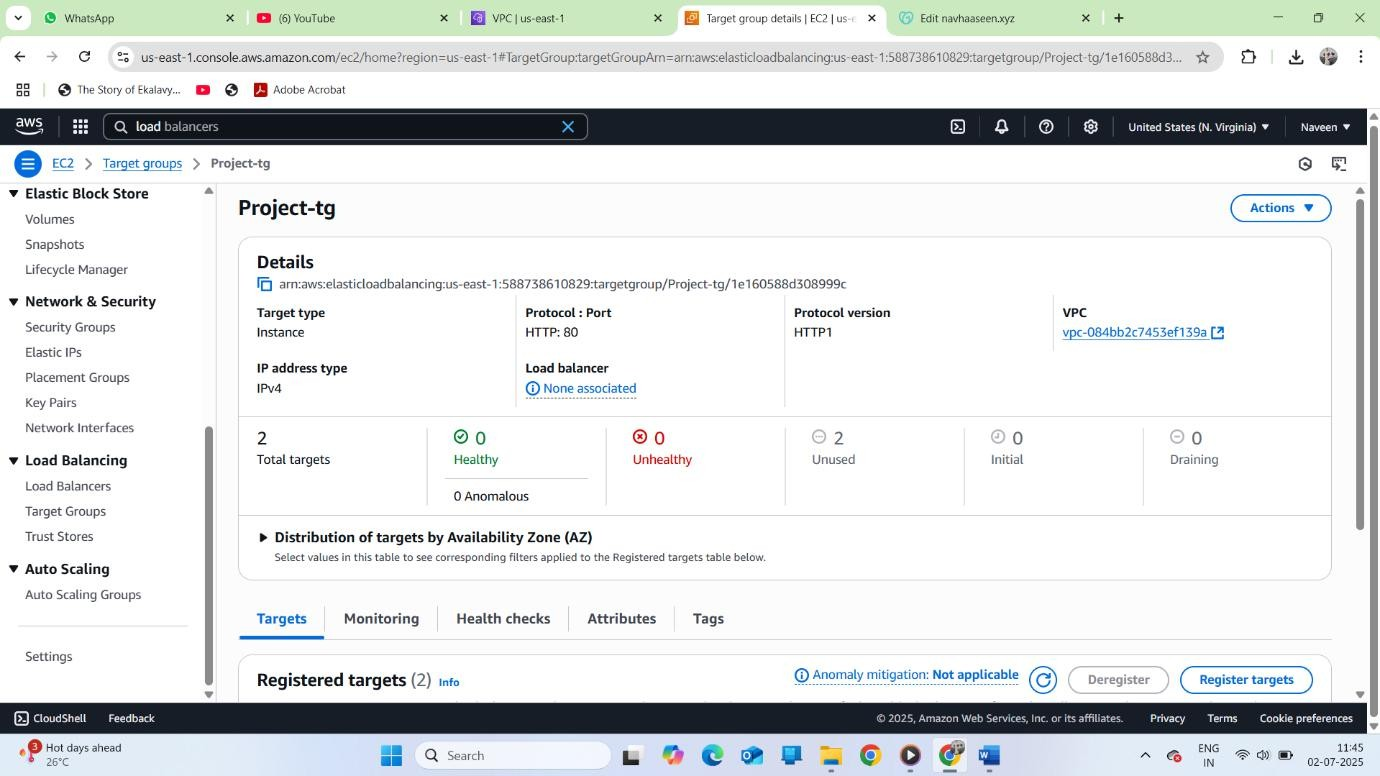 WhatsApp
(6) YouTube
VPC | us-east-1
Target group details | EC2 | us-e
Edit navhaaseen.xyz
us-east-1.console.aws.amazon.com/ec2/home?region=us-east-1#TargetGroup:targetGroupArn=arn:aws:elasticloadbalancing:us-east-1:588738610829:targetgroup/Project-tg/1e160588d3...
The Story of Ekalavy...
Adobe Acrobat
aws
load balancers
United States (N. Virginia)
Naveen
EC2
Target groups
Project-tg
Elastic Block Store
Volumes
Snapshots
Lifecycle Manager
Network & Security
Security Groups
Elastic IPs
Placement Groups
Key Pairs
Network Interfaces
Load Balancing
Load Balancers
Target Groups
Trust Stores
Auto Scaling
Auto Scaling Groups
Settings
Project-tg
Actions
Details
arn:aws:elasticloadbalancing:us-east-1:588738610829:targetgroup/Project-tg/1e160588d308999c
Target type
Instance
Protocol : Port
HTTP: 80
Protocol version
HTTP1
VPC
vpc-084bb2c7453ef139a
IP address type
IPv4
Load balancer
None associated
2
Total targets
0
Healthy
0 Anomalous
0
Unhealthy
2
Unused
0
Initial
0
Draining
Distribution of targets by Availability Zone (AZ)
Select values in this table to see corresponding filters applied to the Registered targets table below.
Targets
Monitoring
Health checks
Attributes
Tags
Registered targets (2) Info
Anomaly mitigation: Not applicable
Deregister
Register targets
CloudShell
Feedback
© 2025, Amazon Web Services, Inc. or its affiliates.
Privacy
Terms
Cookie preferences
3
Hot days ahead
26°C
Search
ENG
IN
11:45
02-07-2025